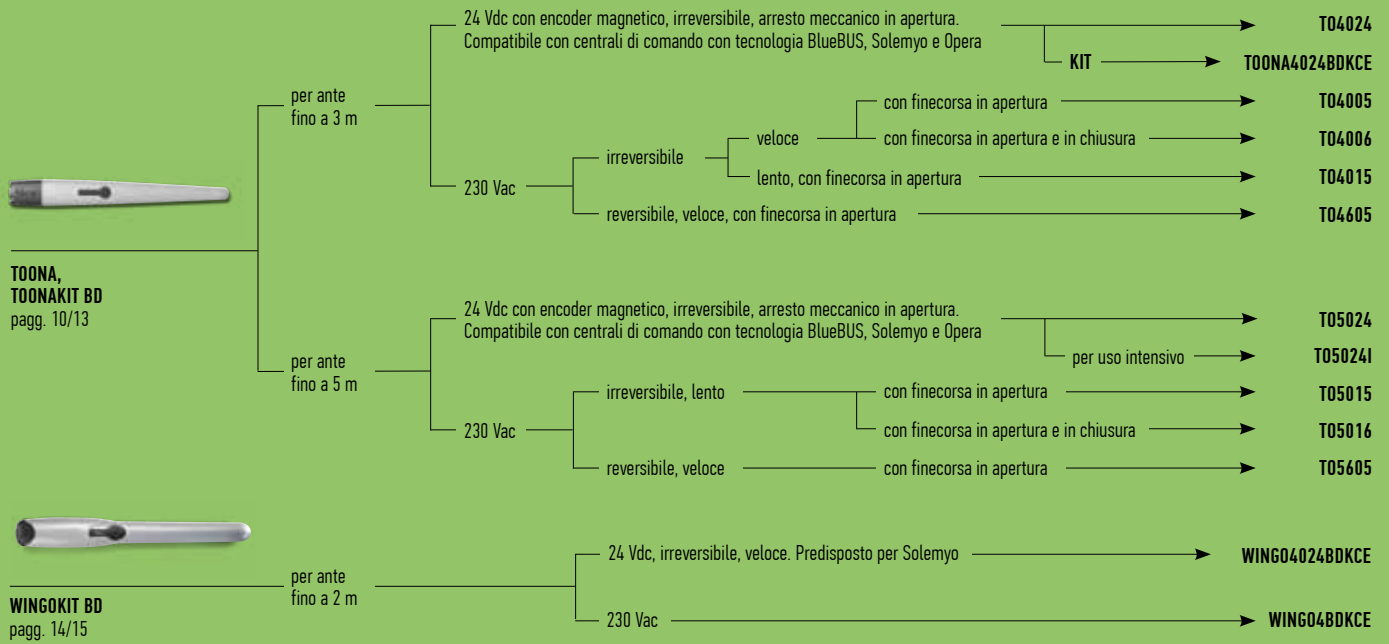 24 Vdc con encoder magnetico, irreversibile, arresto meccanico in apertura.
Compatibile con centrali di comando con tecnologia BlueBUS, Solemyo e Opera
TO4024
KIT
TOONA4024BDKCE
per ante
fino a 3 m
con finecorsa in apertura
TO4005
veloce
con finecorsa in apertura e in chiusura
TO4006
irreversibile
lento, con finecorsa in apertura
TO4015
230 Vac
reversibile, veloce, con finecorsa in apertura
TO4605
TOONA,
TOONAKIT BD
pagg. 10/13
24 Vdc con encoder magnetico, irreversibile, arresto meccanico in apertura.
Compatibile con centrali di comando con tecnologia BlueBUS, Solemyo e Opera
TO5024
per uso intensivo
TO5024I
per ante
fino a 5 m
irreversibile, lento
con finecorsa in apertura
TO5015
230 Vac
con finecorsa in apertura e in chiusura
TO5016
reversibile, veloce
con finecorsa in apertura
TO5605
24 Vdc, irreversibile, veloce. Predisposto per Solemyo
WINGO4024BDKCE
per ante
fino a 2 m
WINGOKIT BD
pagg. 14/15
230 Vac
WINGO4BDKCE